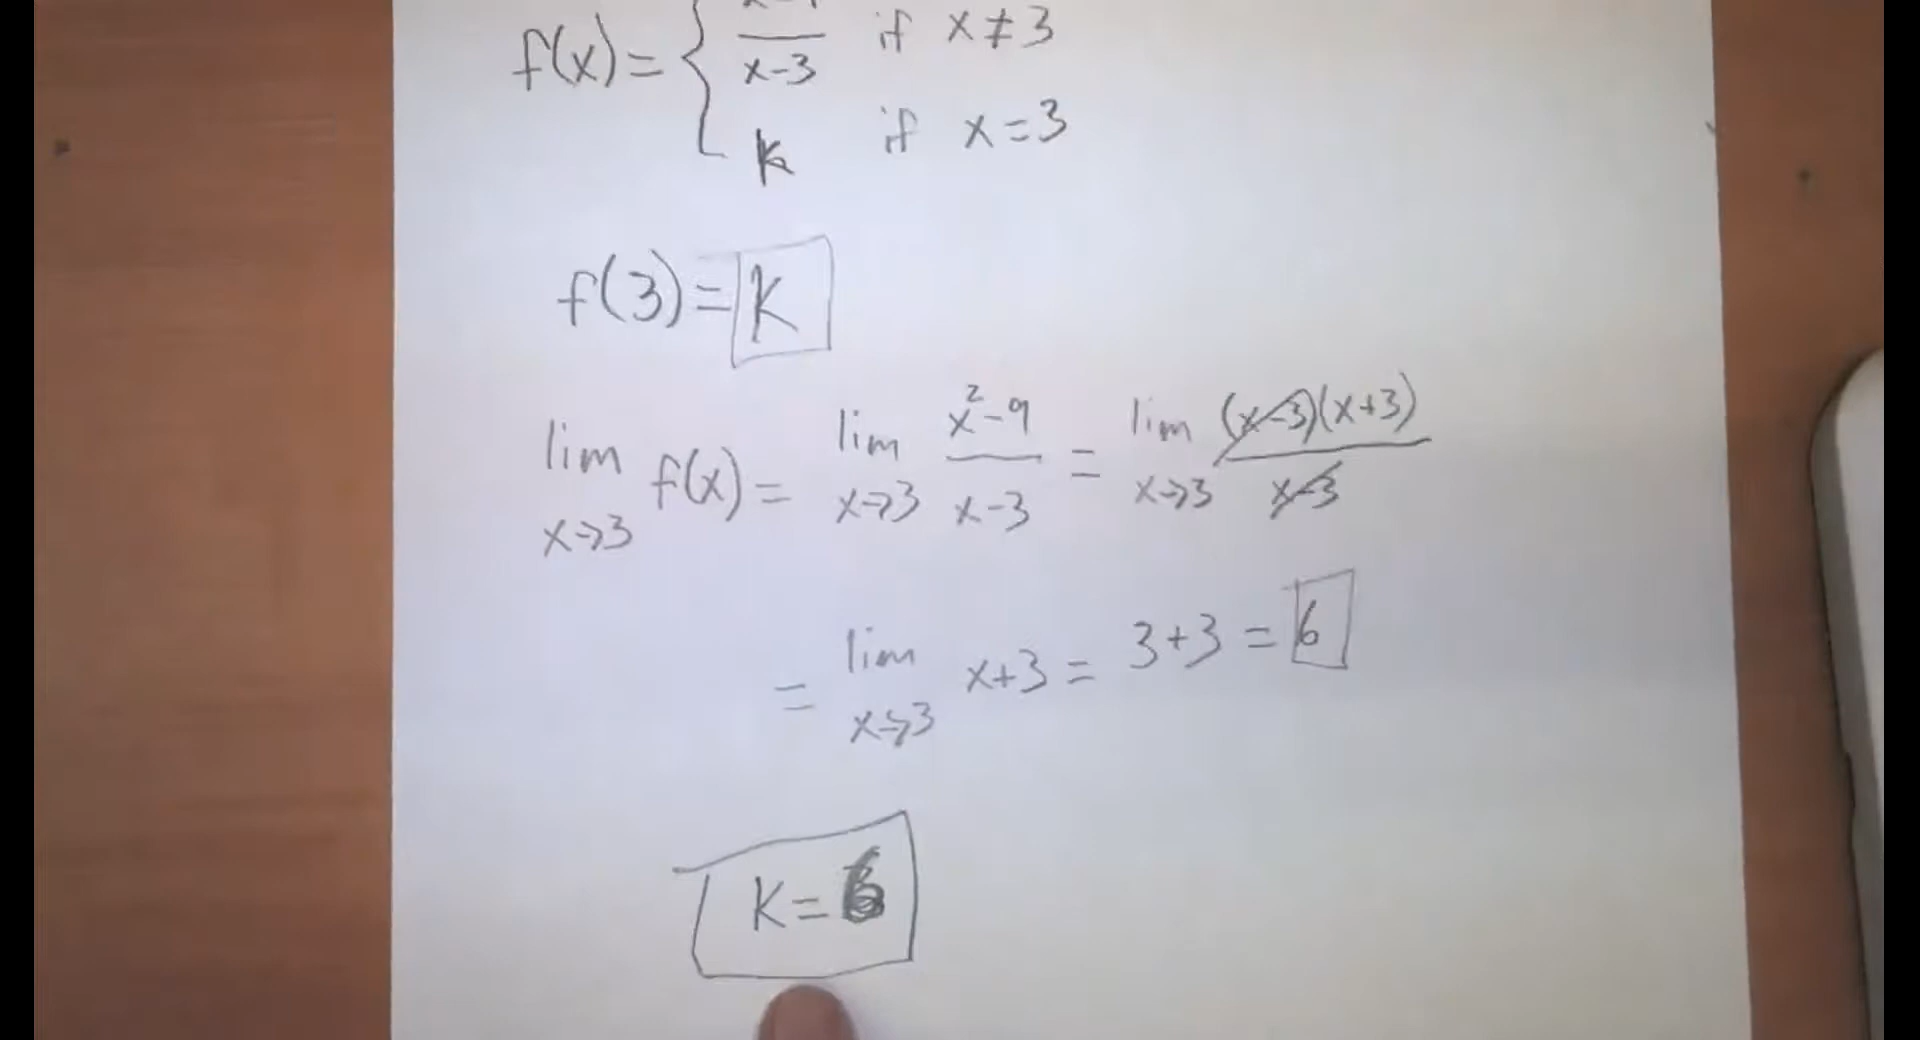 f(x) = { x-3 if x ≠ 3
k if x = 3
f(3) = k
lim x→3 f(x) = lim x→3 (x² - 9)/(x - 3) = lim x→3 (x-3)(x+3)/(x-3)
= lim x→3 x+3 = 3+3 = 6
K = 6